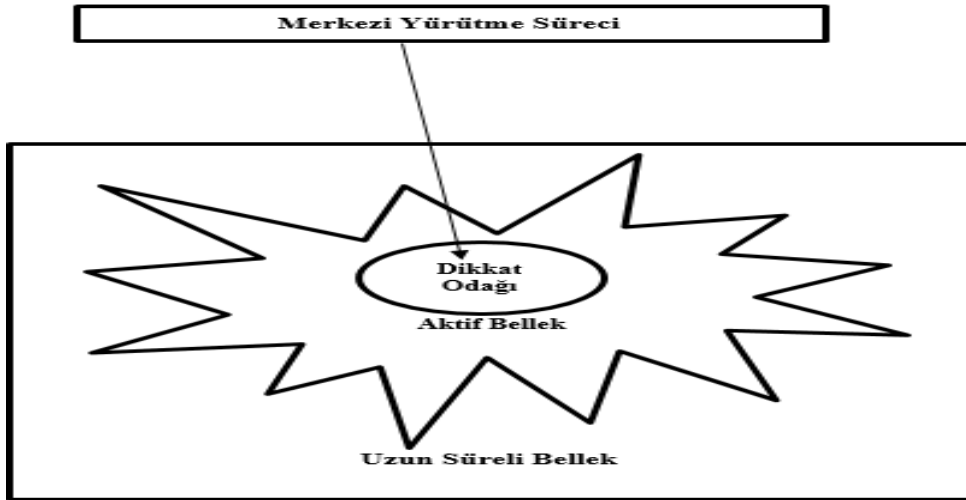 Merkezi Yürütme Süreci
Dikkat
Odağı
Aktif Bellek
Uzun Süreli Bellek